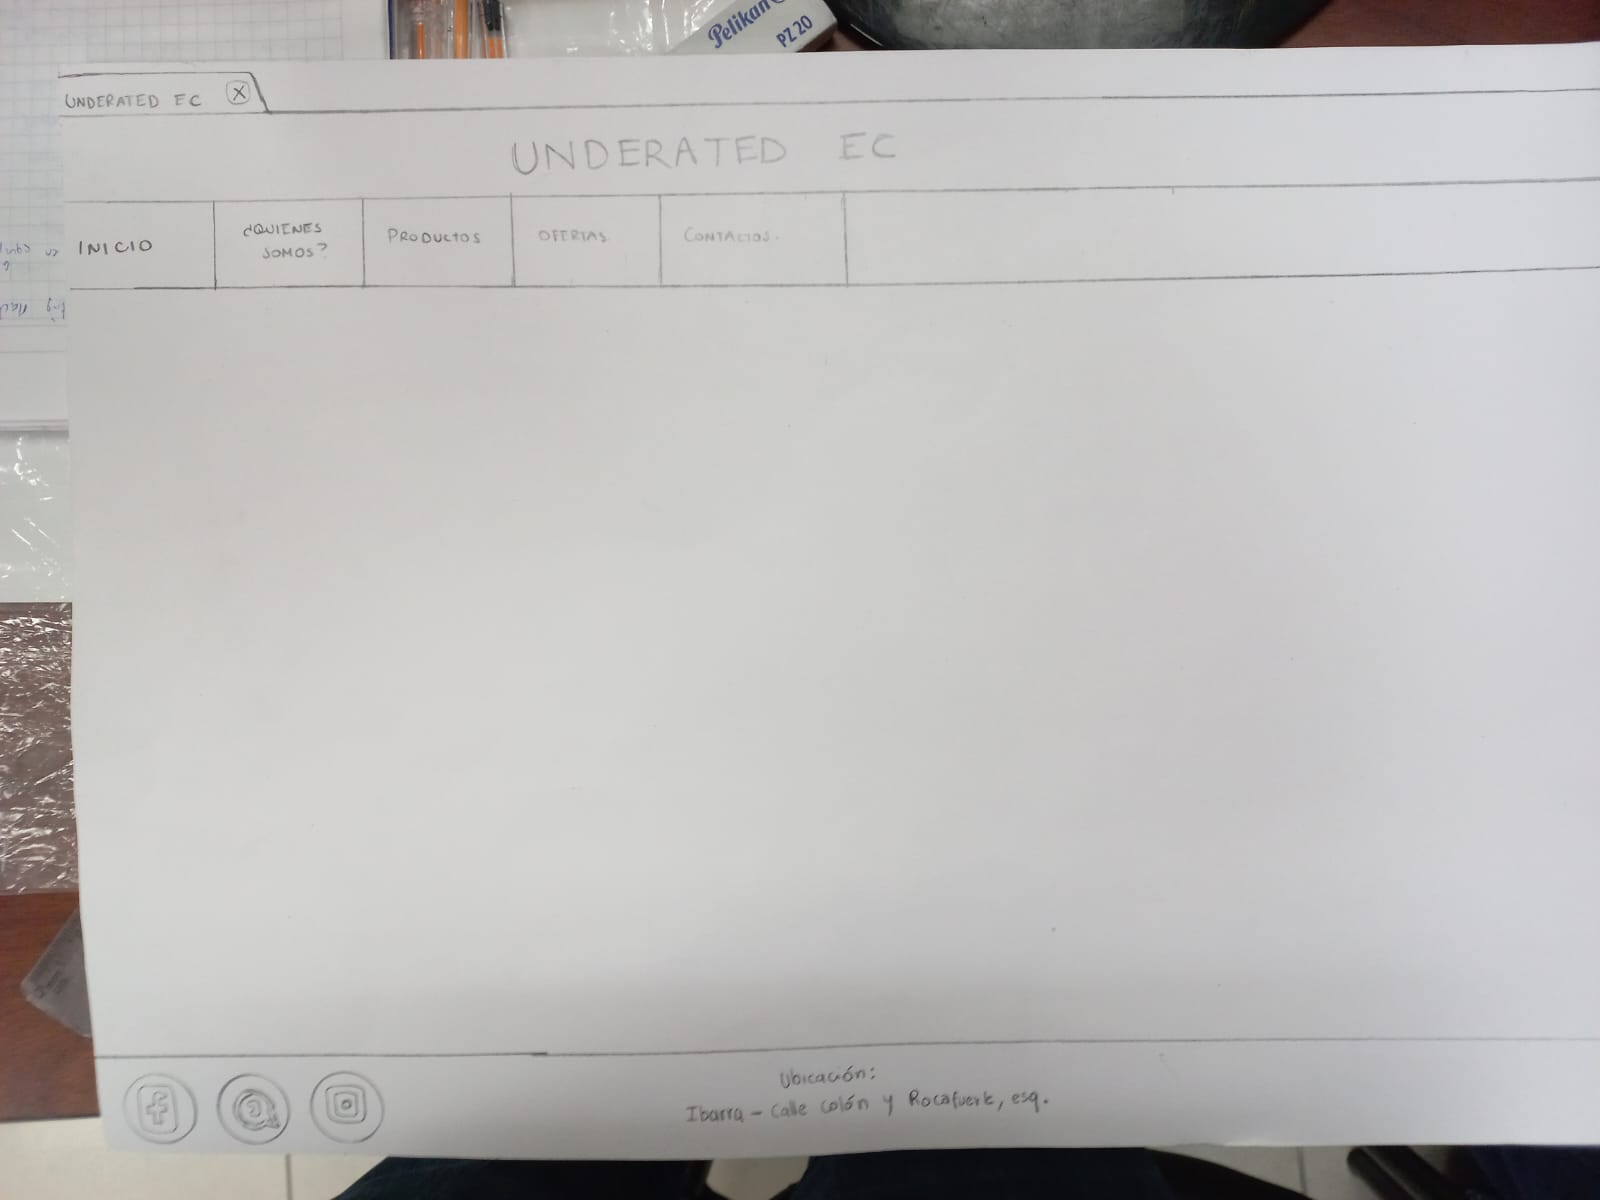 Pelikan
PZ 20
UNDERATED EC X
UNDERATED EC
INICIO
¿QUIENES
SOMOS?
PRODUCTOS
OFERTAS.
CONTACTOS.
Ubicación:
Ibarra - Calle Colón y Rocafuerte, esq.